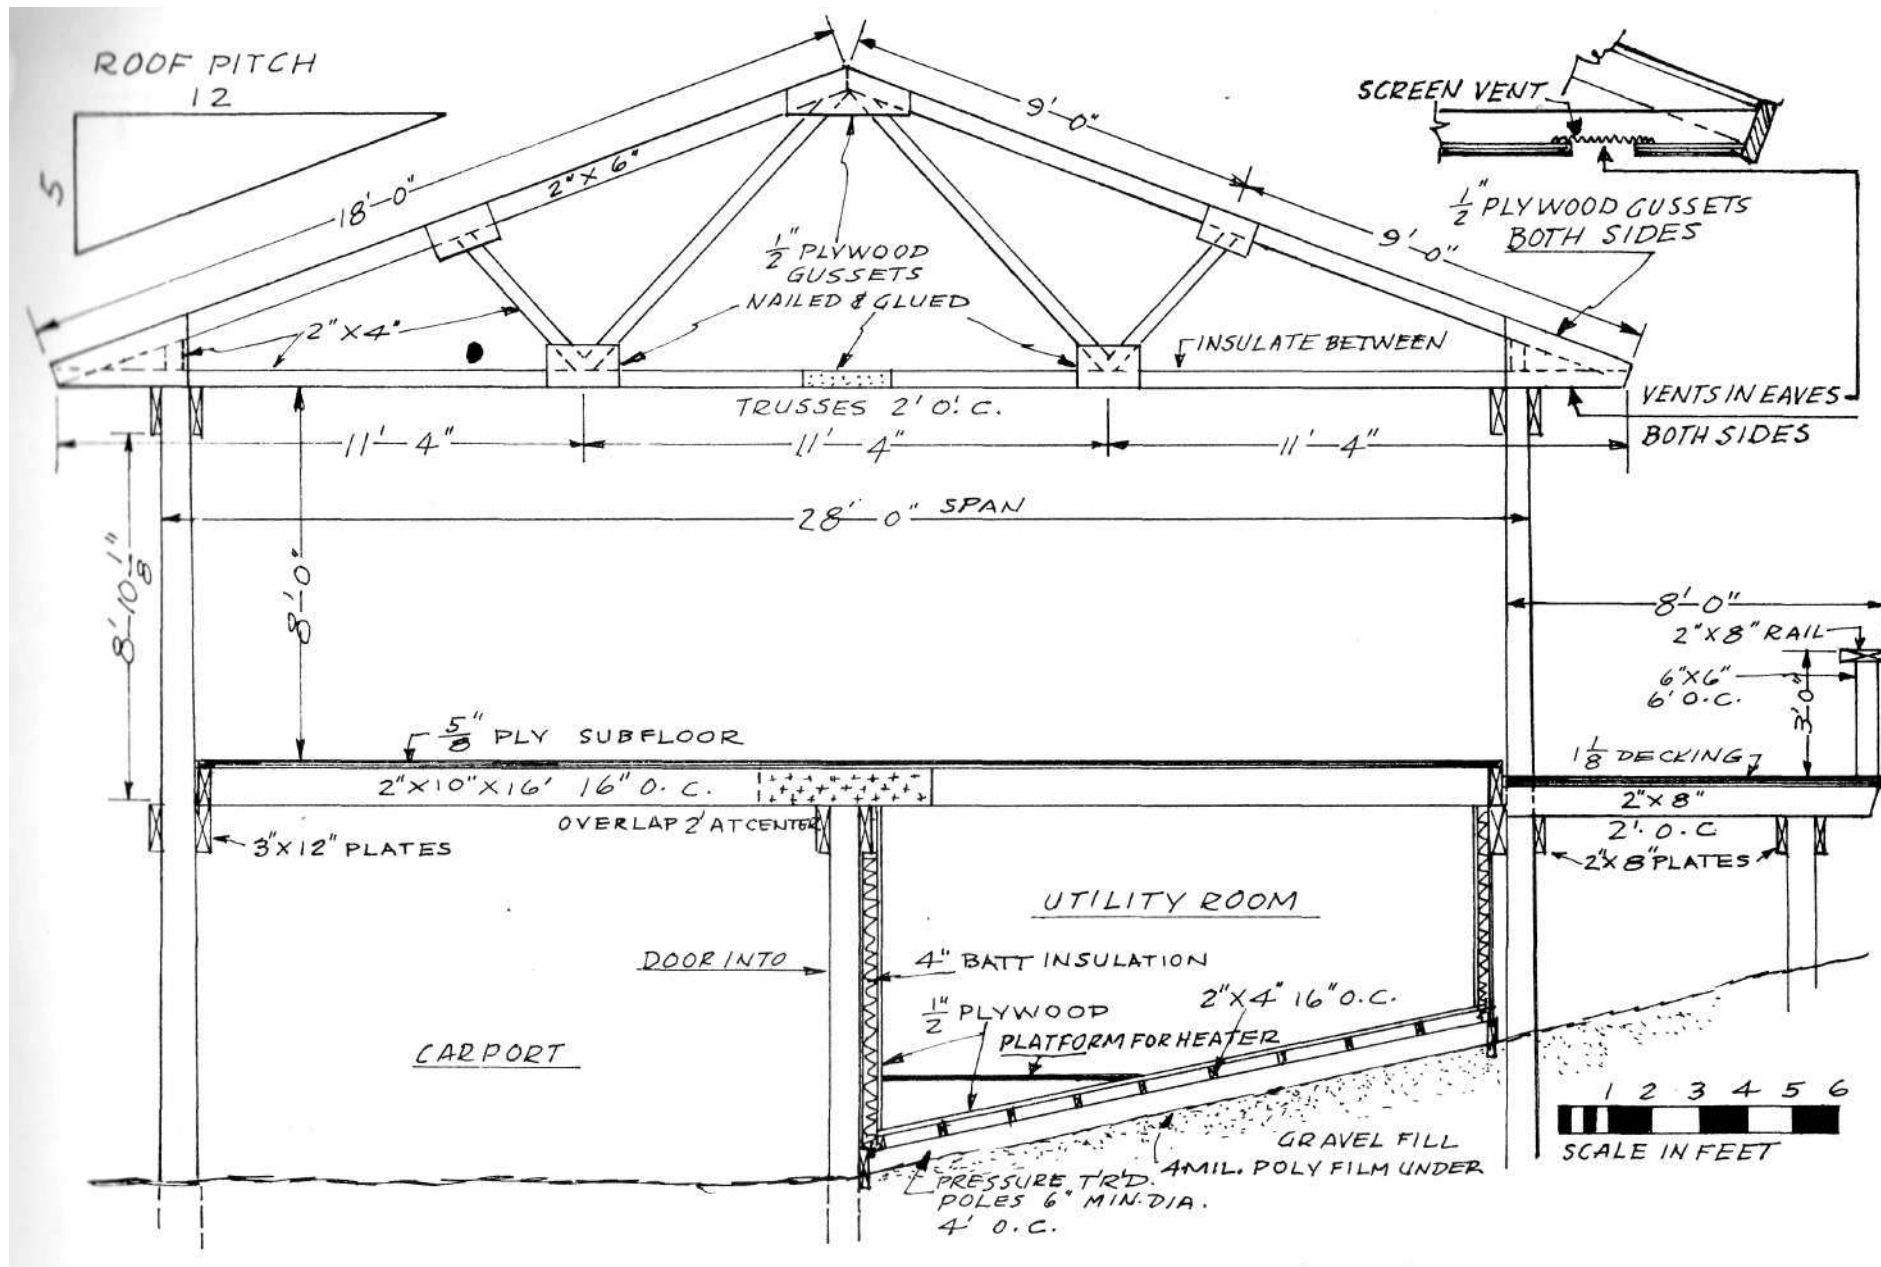 ROOF PITCH
12
5
18'-0"
2" X 6"
9'-0"
9'-0"
SCREEN VENT
1/2" PLYWOOD GUSSETS
BOTH SIDES
1/2" PLYWOOD
GUSSETS
NAILED & GLUED
2" X 4"
INSULATE BETWEEN
TRUSSES 2' O.C.
VENTS IN EAVES
BOTH SIDES
11'-4"
11'-4"
11'-4"
28'-0" SPAN
8'-10 1/8"
8'-0"
8'-0"
2"X8" RAIL
6"X6"
6' O.C.
3'-0"
5/8" PLY SUBFLOOR
1 1/8 DECKING
2"X10"X16' 16" O.C.
2"X8"
2'. O.C
OVERLAP 2' AT CENTER
3"X12" PLATES
2"X8" PLATES
UTILITY ROOM
DOOR INTO
4" BATT INSULATION
2"X4" 16" O.C.
1/2" PLYWOOD
PLATFORM FOR HEATER
CARPORT
1 2 3 4 5 6
SCALE IN FEET
GRAVEL FILL
4 MIL. POLY FILM UNDER
PRESSURE T'R'D.
POLES 6" MIN. DIA.
4' O.C.